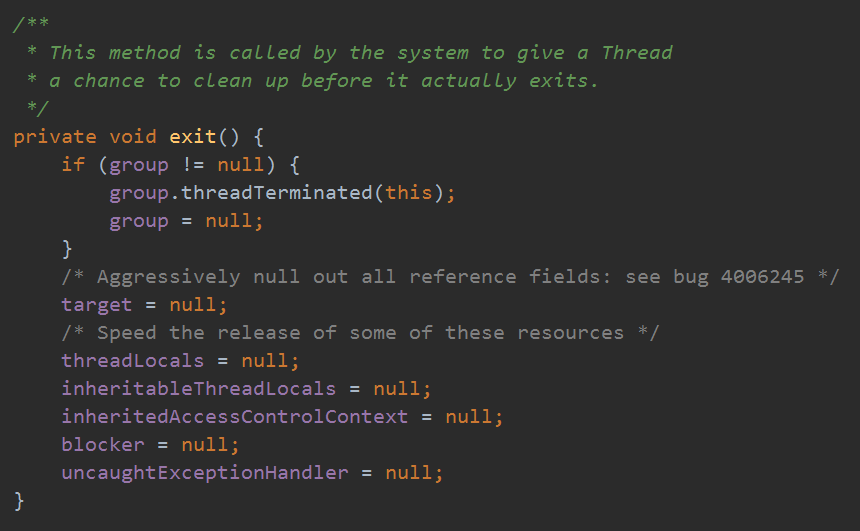 /**
 * This method is called by the system to give a Thread
 * a chance to clean up before it actually exits.
 */
private void exit() {
    if (group != null) {
        group.threadTerminated(this);
        group = null;
    }
    /* Aggressively null out all reference fields: see bug 4006245 */
    target = null;
    /* Speed the release of some of these resources */
    threadLocals = null;
    inheritableThreadLocals = null;
    inheritedAccessControlContext = null;
    blocker = null;
    uncaughtExceptionHandler = null;
}